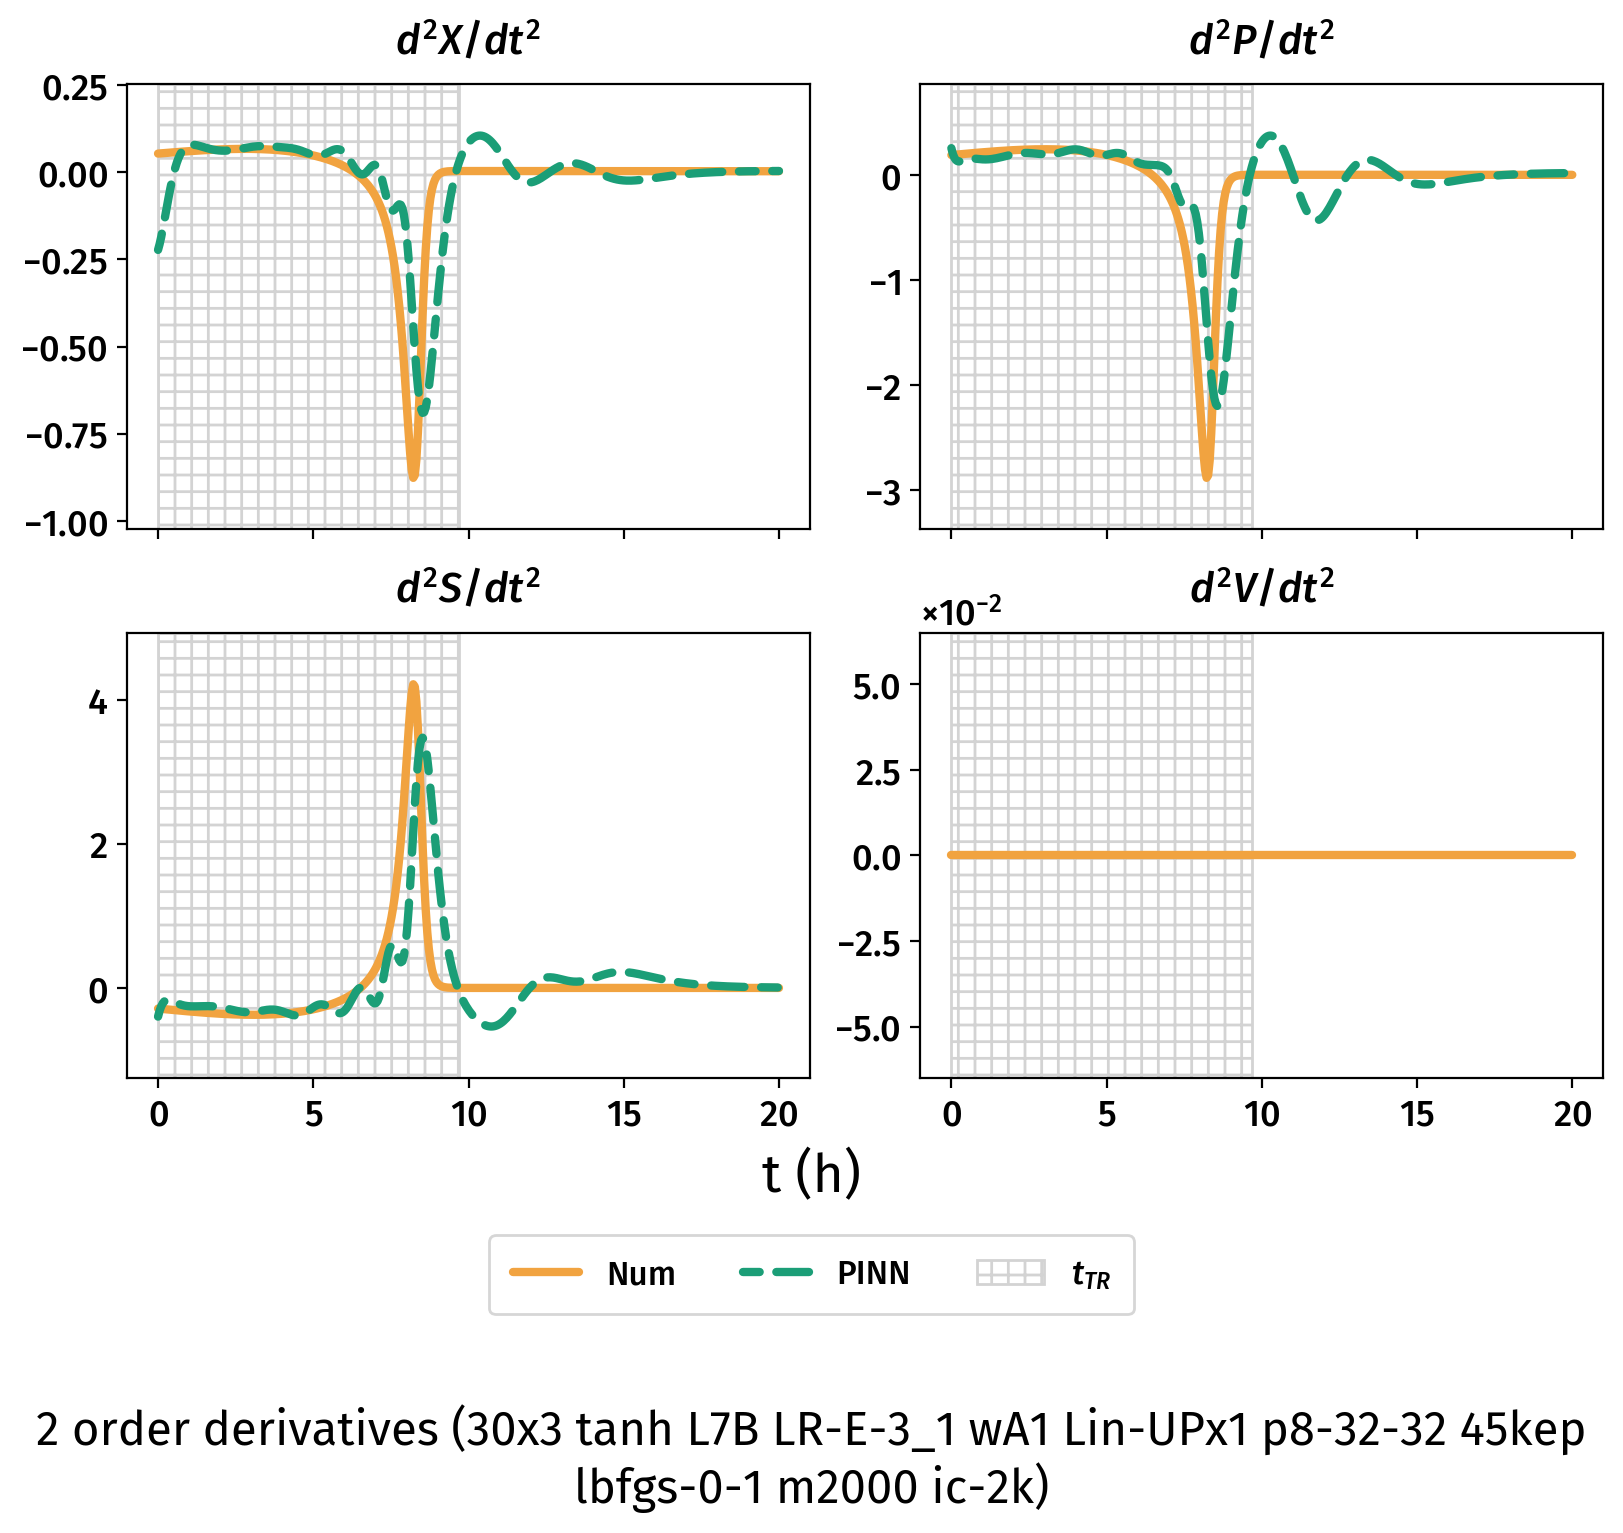 d²X/dt²
d²P/dt²
0.25
0.00
−0.25
−0.50
−0.75
−1.00
0
−1
−2
−3
d²S/dt²
d²V/dt²
×10⁻²
4
2
0
5.0
2.5
0.0
−2.5
−5.0
0 5 10 15 20
0 5 10 15 20
t (h)
Num PINN t_TR
2 order derivatives (30x3 tanh L7B LR-E-3_1 wA1 Lin-UPx1 p8-32-32 45kep
lbfgs-0-1 m2000 ic-2k)